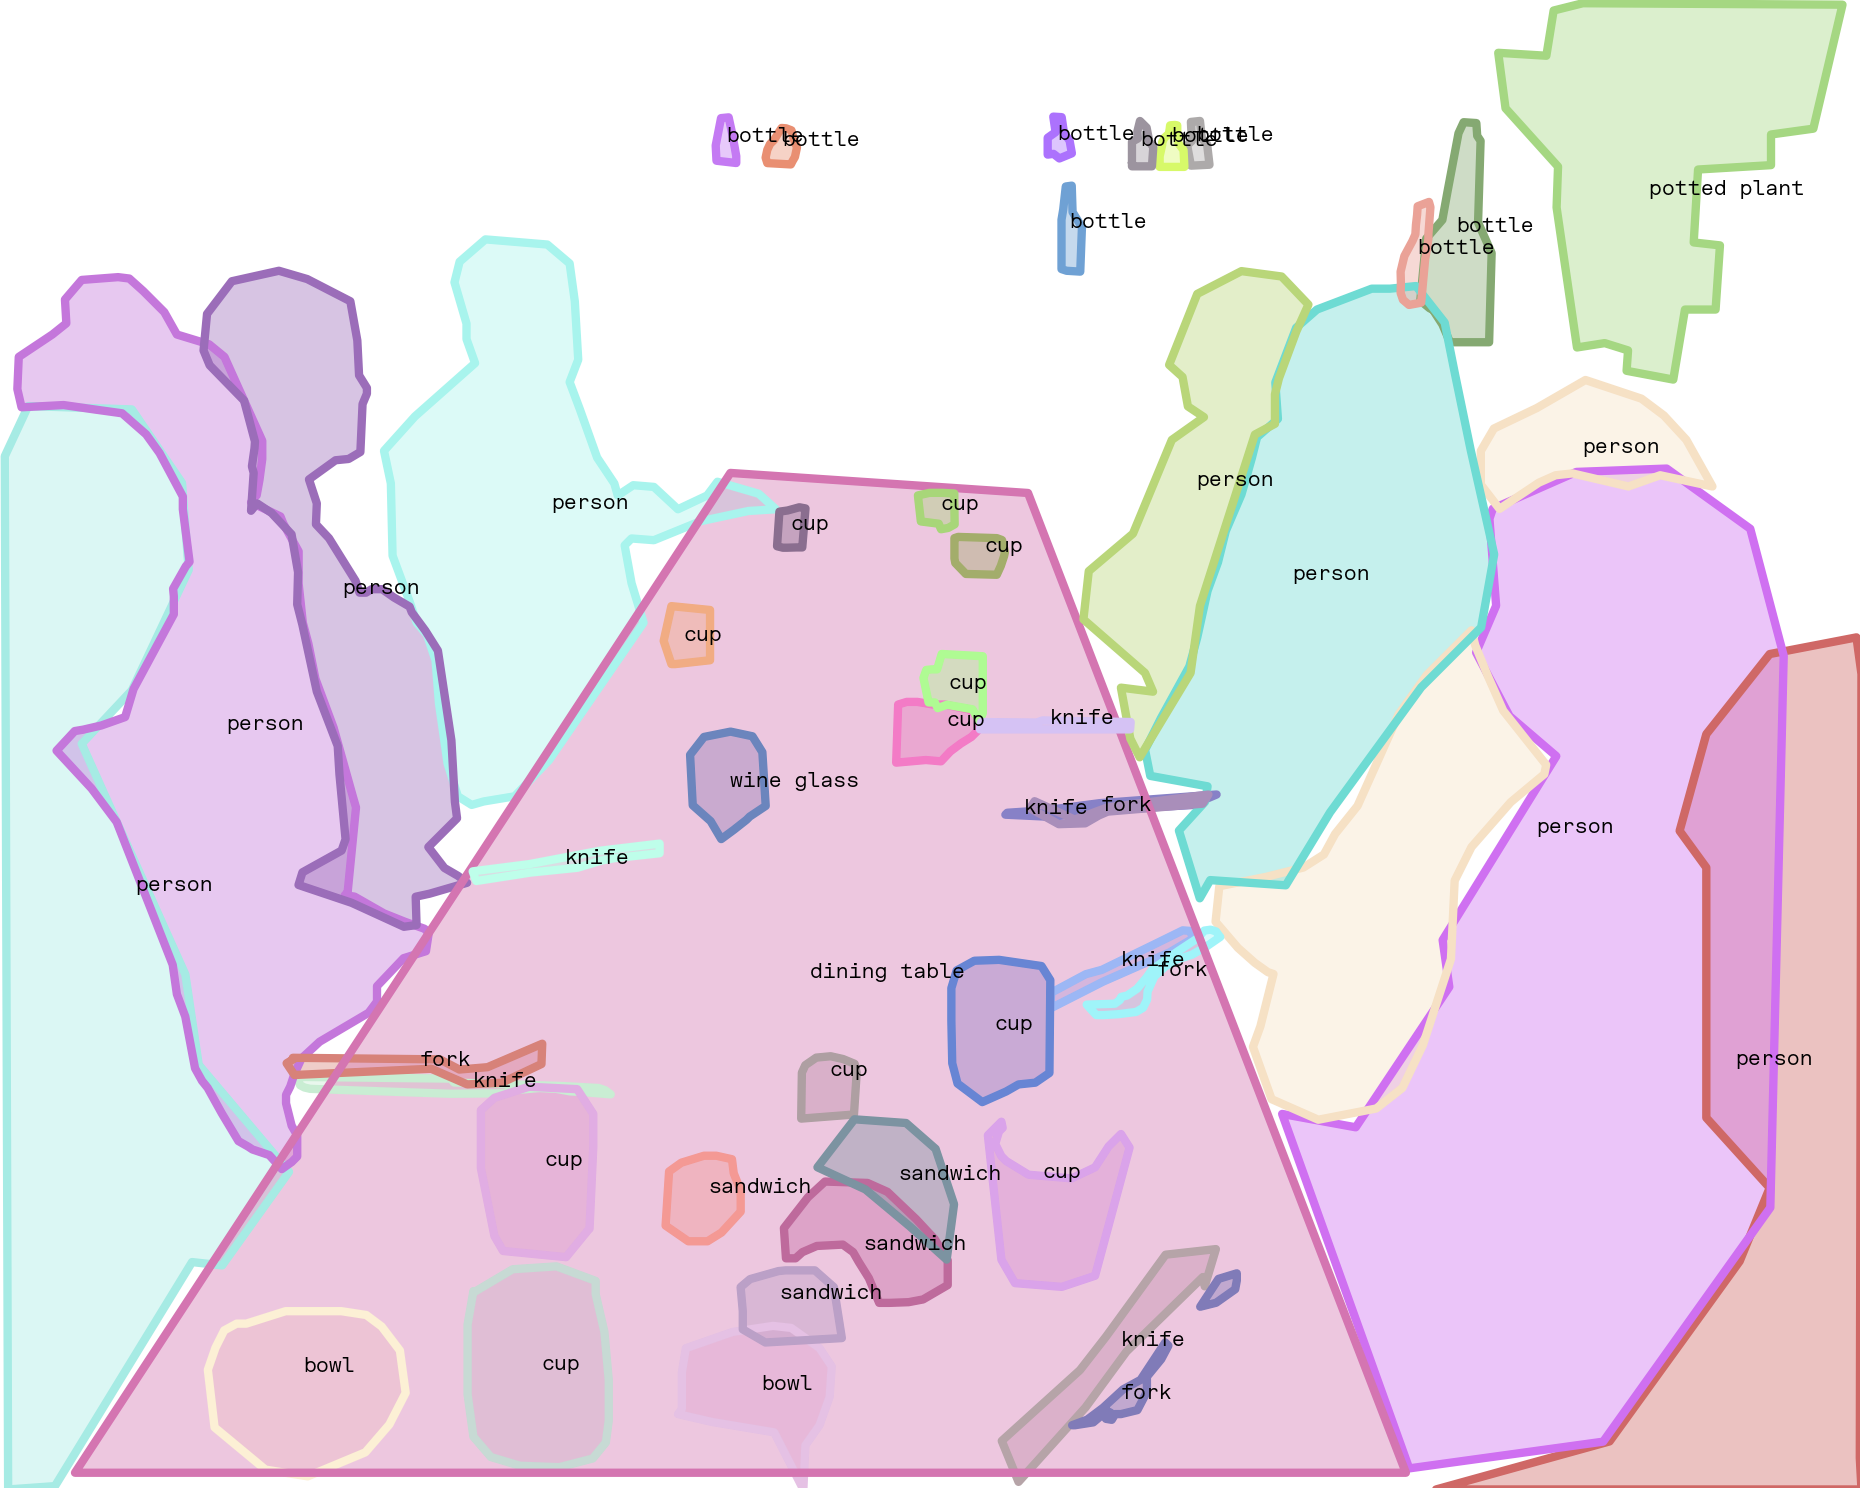 bottle
bottle
bottle
bottle
bottle
bottle
potted plant
bottle
bottle
bottle
person
person
person
cup
cup
cup
person
person
cup
cup
person
cup
knife
wine glass
knife
fork
person
knife
person
knife
fork
dining table
cup
fork
knife
cup
person
cup
sandwich
sandwich
cup
sandwich
sandwich
knife
bowl
cup
bowl
fork